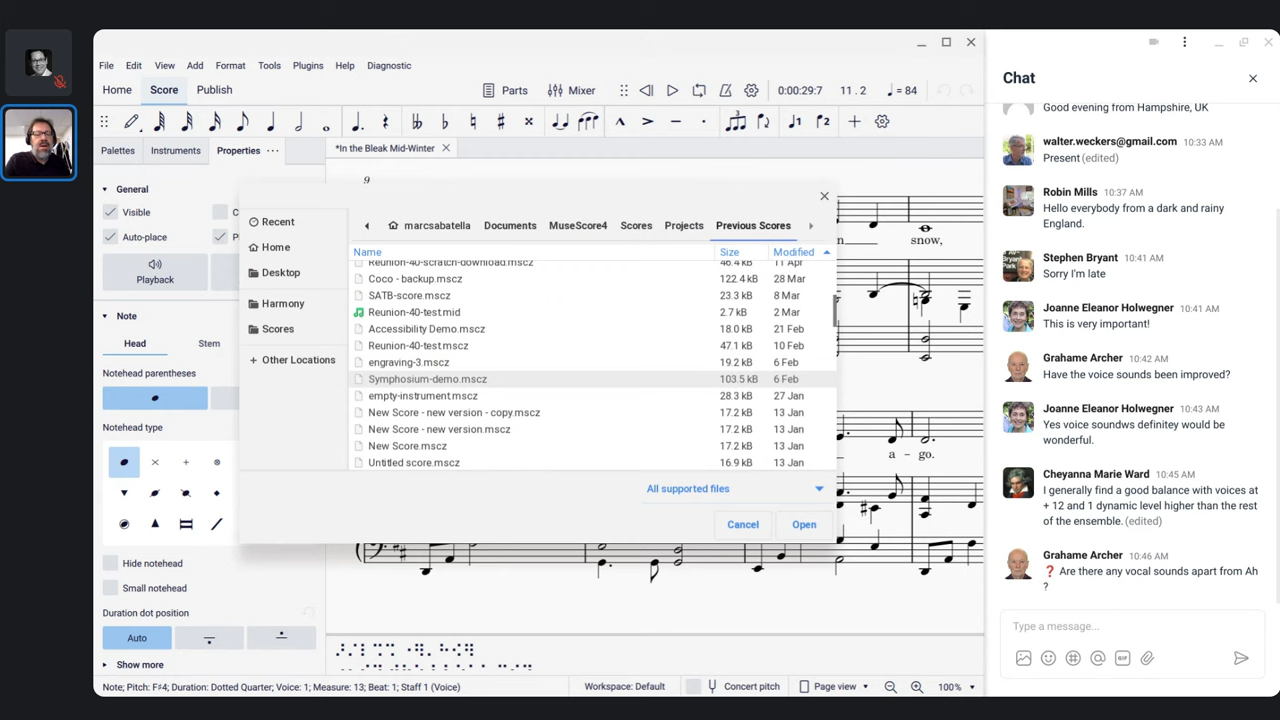 File Edit View Add Format Tools Plugins Help Diagnostic
Home Score Publish
Parts Mixer 0:00:29:7 11 . 2 = 84
Palettes Instruments Properties
*In the Bleak Mid-Winter
General
Visible
Auto-place
Playback
Note
Head Stem
Notehead parentheses
Notehead type
Hide notehead
Small notehead
Duration dot position
Auto
Show more
9
snow,
a - go.
Recent
Home
Desktop
Harmony
Scores
Other Locations
marcsabatella Documents MuseScore4 Scores Projects Previous Scores
Name Size Modified
Reunion-40-scratch-download.mscz 46.4 kB 11 Apr
Coco - backup.mscz 122.4 kB 28 Mar
SATB-score.mscz 23.3 kB 8 Mar
Reunion-40-test.mid 2.7 kB 2 Mar
Accessibility Demo.mscz 18.0 kB 21 Feb
Reunion-40-test.mscz 47.1 kB 10 Feb
engraving-3.mscz 19.2 kB 6 Feb
Symphosium-demo.mscz 103.5 kB 6 Feb
empty-instrument.mscz 28.3 kB 27 Jan
New Score - new version - copy.mscz 17.2 kB 13 Jan
New Score - new version.mscz 17.2 kB 13 Jan
New Score.mscz 17.2 kB 13 Jan
Untitled score.mscz 16.9 kB 13 Jan
All supported files
Cancel Open
Note; Pitch: F♯4; Duration: Dotted Quarter; Voice: 1; Measure: 13; Beat: 1; Staff 1 (Voice)
Workspace: Default Concert pitch Page view 100%
Chat
Good evening from Hampshire, UK
walter.weckers@gmail.com 10:33 AM
Present (edited)
Robin Mills 10:37 AM
Hello everybody from a dark and rainy
England.
Stephen Bryant 10:41 AM
Sorry I'm late
Joanne Eleanor Holwegner 10:41 AM
This is very important!
Grahame Archer 10:42 AM
Have the voice sounds been improved?
Joanne Eleanor Holwegner 10:43 AM
Yes voice soundws definitey would be
wonderful.
Cheyanna Marie Ward 10:45 AM
I generally find a good balance with voices at
+ 12 and 1 dynamic level higher than the rest
of the ensemble. (edited)
Grahame Archer 10:46 AM
❓ Are there any vocal sounds apart from Ah
?
Type a message...
GIF